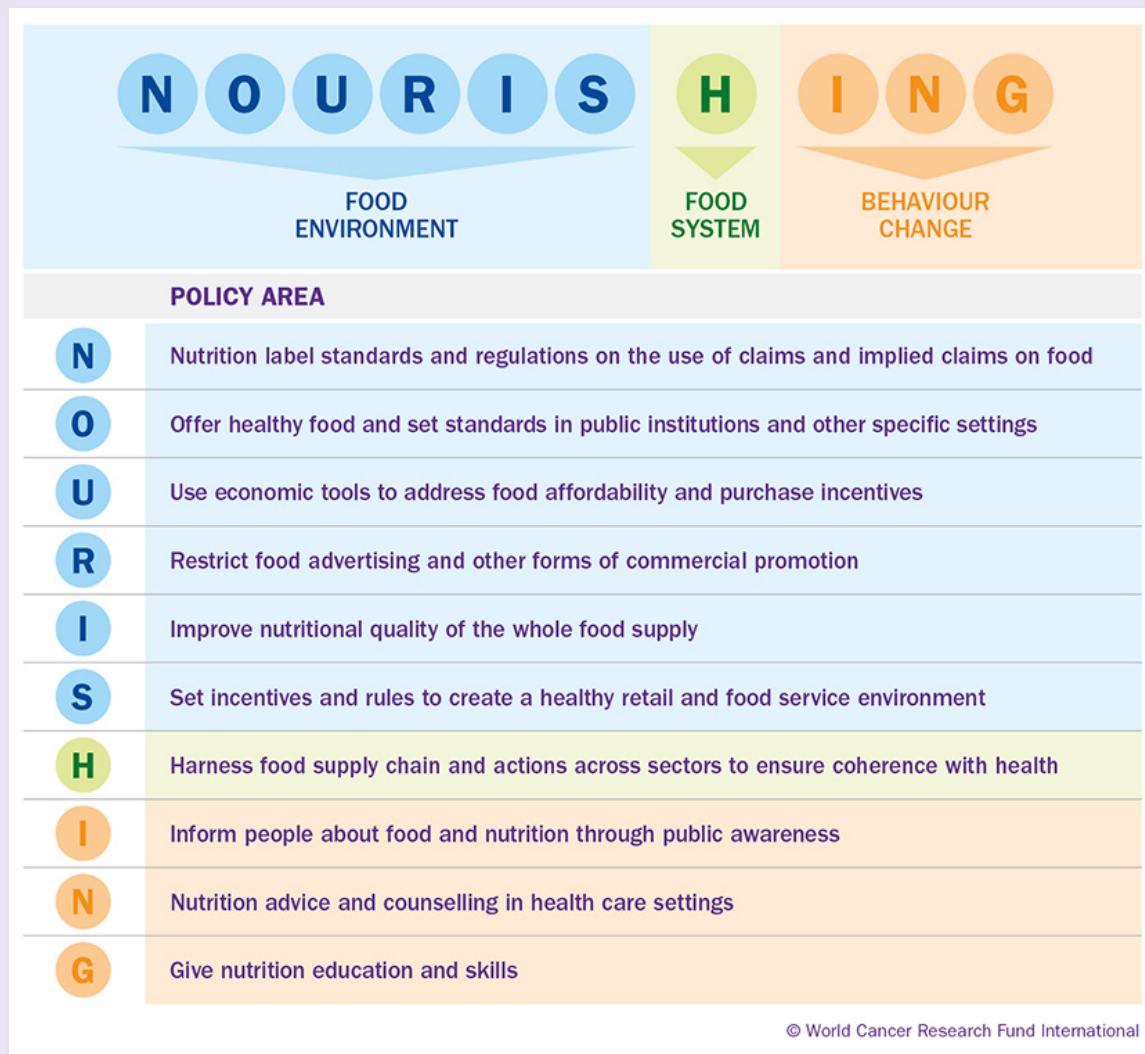 N O U R I S H I N G
FOOD
ENVIRONMENT
FOOD
SYSTEM
BEHAVIOUR
CHANGE
POLICY AREA
N Nutrition label standards and regulations on the use of claims and implied claims on food
O Offer healthy food and set standards in public institutions and other specific settings
U Use economic tools to address food affordability and purchase incentives
R Restrict food advertising and other forms of commercial promotion
I Improve nutritional quality of the whole food supply
S Set incentives and rules to create a healthy retail and food service environment
H Harness food supply chain and actions across sectors to ensure coherence with health
I Inform people about food and nutrition through public awareness
N Nutrition advice and counselling in health care settings
G Give nutrition education and skills
© World Cancer Research Fund International